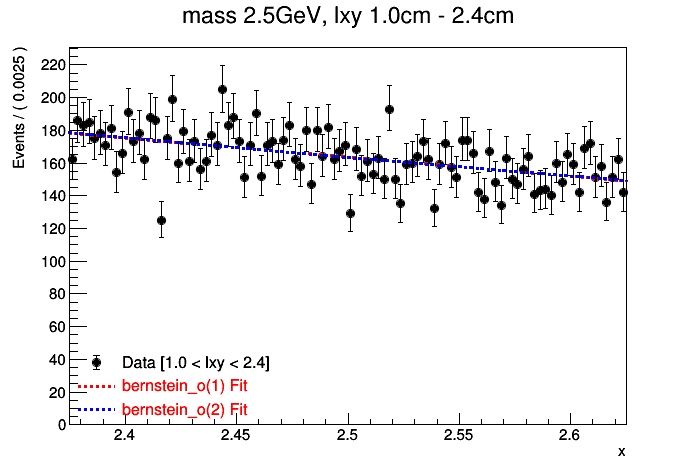 mass 2.5GeV, lxy 1.0cm - 2.4cm
Events / ( 0.0025 )
220
200
180
160
140
120
100
80
60
40
20
0
Data [1.0 < lxy < 2.4]
bernstein_o(1) Fit
bernstein_o(2) Fit
2.4 2.45 2.5 2.55 2.6
x